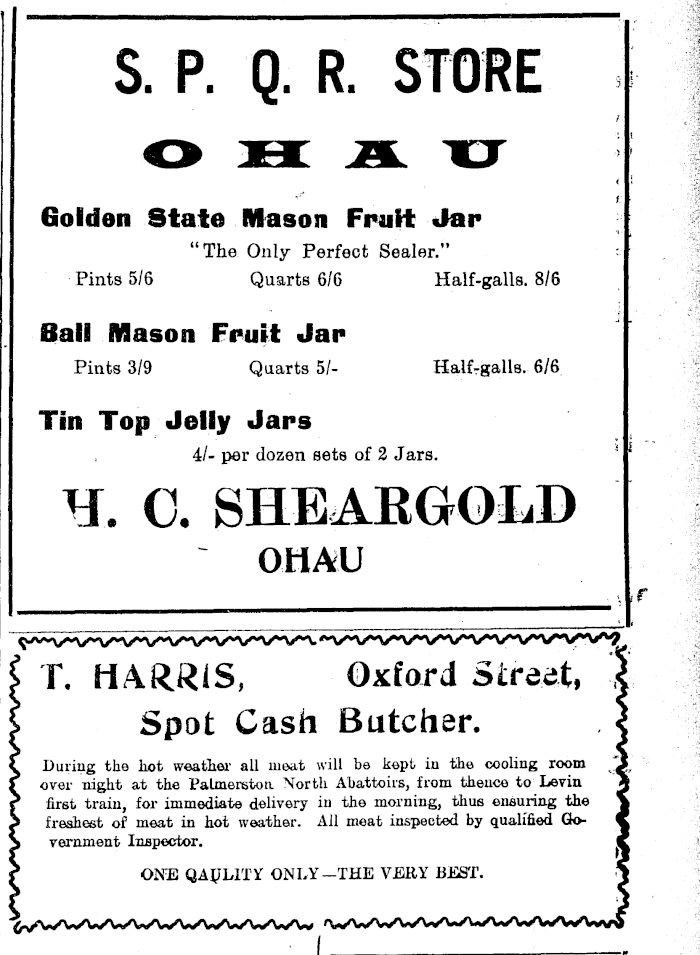 S. P. Q. R. STORE
OHAU
Golden State Mason Fruit Jar
"The Only Perfect Sealer."
Pints 5/6 Quarts 6/6 Half-galls. 8/6
Ball Mason Fruit Jar
Pints 3/9 Quarts 5/- Half-galls. 6/6
Tin Top Jelly Jars
4/- per dozen sets of 2 Jars.
H. C. SHEARGOLD
OHAU
T. HARRIS, Oxford Street,
Spot Cash Butcher.
During the hot weather all meat will be kept in the cooling room
over night at the Palmerston North Abattoirs, from thence to Levin
first train, for immediate delivery in the morning, thus ensuring the
freshest of meat in hot weather. All meat inspected by qualified Go-
vernment Inspector.
ONE QAULITY ONLY—THE VERY BEST.